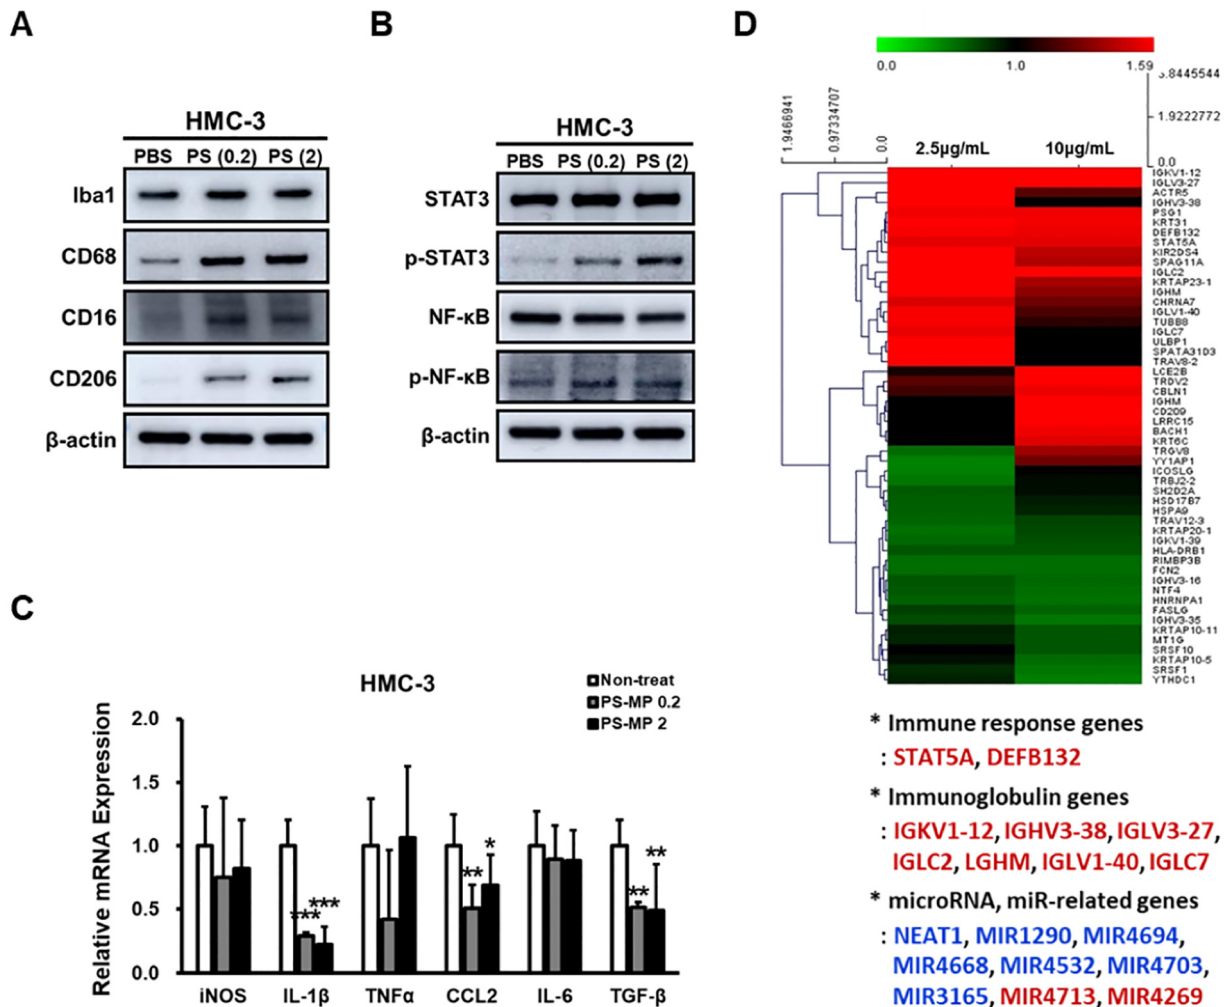 A
HMC-3
PBS PS (0.2) PS (2)
Iba1
CD68
CD16
CD206
β-actin
B
HMC-3
PBS PS (0.2) PS (2)
STAT3
p-STAT3
NF-κB
p-NF-κB
β-actin
C
HMC-3
Non-treat
PS-MP 0.2
PS-MP 2
Relative mRNA Expression
2.0
1.5
1.0
0.5
0.0
*** ***
** *
** **
iNOS IL-1β TNFα CCL2 IL-6 TGF-β
D
0.0 1.0 1.59
3.8445544
1.9222772
0.0
1.9466941
0.97334707
0.0
2.5μg/mL 10μg/mL
IGKV1-12
IGLV3-27
ACTR5
IGHV3-38
PSG1
KRT31
DEFB132
STAT5A
KIR2DS4
SPAG11A
IGLC2
KRTAP23-1
IGHM
CHRNA7
IGLV1-40
TUBB8
IGLC7
ULBP1
SPATA31D3
TRAV8-2
LCE2B
TRDV2
CBLN1
IGHM
CD209
LRRC15
BACH1
KRT6C
TRGV8
YY1AP1
ICOSLG
TRBJ2-2
SH2D2A
HSD17B7
HSPA9
TRAV12-3
KRTAP20-1
IGKV1-39
HLA-DRB1
RIMBP3B
FCN2
IGHV3-16
NTF4
HNRNPA1
FASLG
IGHV3-35
KRTAP10-11
MT1G
SRSF10
KRTAP10-5
SRSF1
YTHDC1
* Immune response genes
: STAT5A, DEFB132
* Immunoglobulin genes
: IGKV1-12, IGHV3-38, IGLV3-27,
IGLC2, LGHM, IGLV1-40, IGLC7
* microRNA, miR-related genes
: NEAT1, MIR1290, MIR4694,
MIR4668, MIR4532, MIR4703,
MIR3165, MIR4713, MIR4269